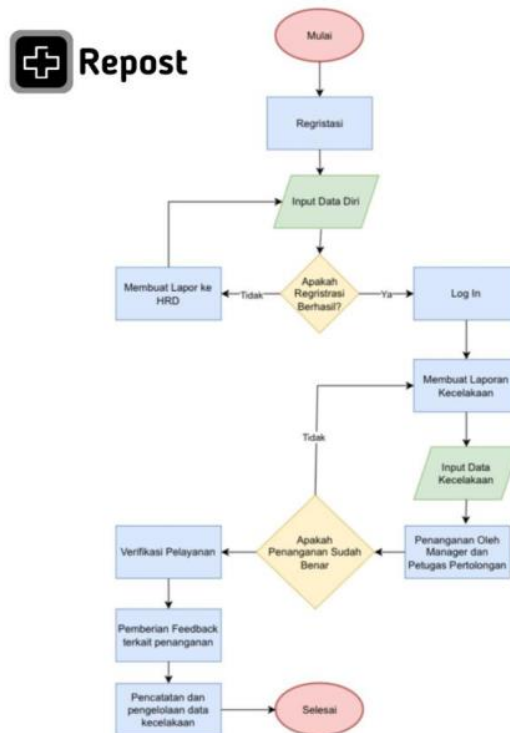 Repost
Mulai
Regristasi
Input Data Diri
Apakah
Regristrasi
Berhasil?
Tidak
Ya
Membuat Lapor ke
HRD
Log In
Membuat Laporan
Kecelakaan
Tidak
Input Data
Kecelakaan
Penanganan Oleh
Manager dan
Petugas Pertolongan
Apakah
Penanganan Sudah
Benar
Verifikasi Pelayanan
Pemberian Feedback
terkait penanganan
Pencatatan dan
pengelolaan data
kecelakaan
Selesai